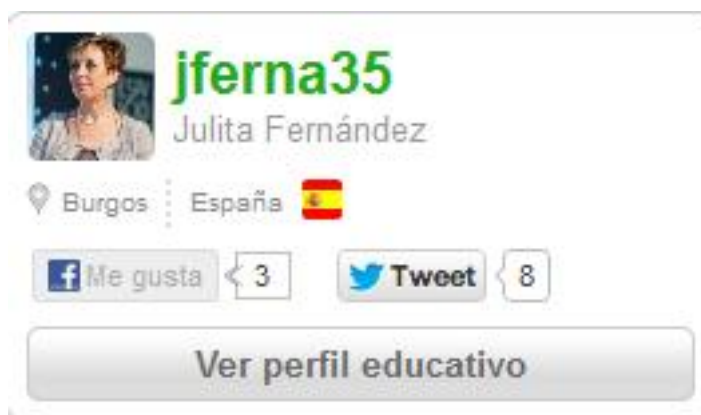 jferna35
Julita Fernández
Burgos España
Me gusta 3 Tweet 8
Ver perfil educativo